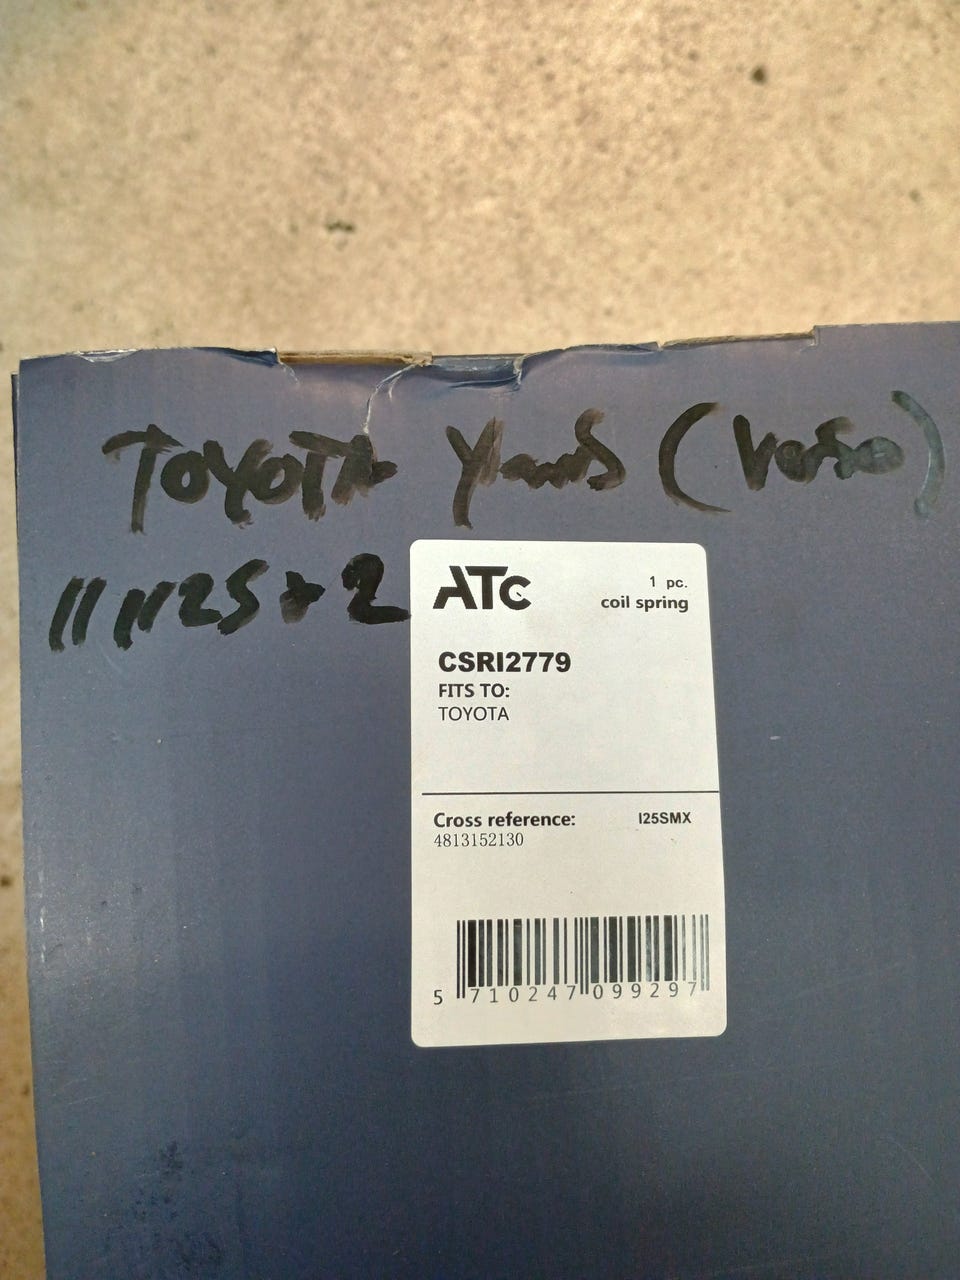 TOYOTA Yaris (Verso)
11 1125 + 2
ATC
1 pc.
coil spring
CSRI2779
FITS TO:
TOYOTA
Cross reference: I25SMX
4813152130
5 710247 099297